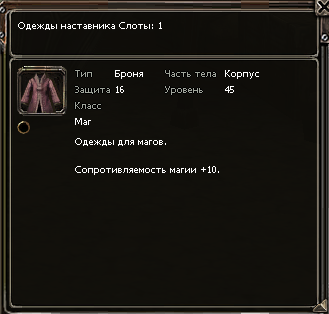 Одежды наставника Слоты: 1
Тип Броня Часть тела Корпус
Защита 16 Уровень 45
Класс
Маг
Одежды для магов.
Сопротивляемость магии +10.